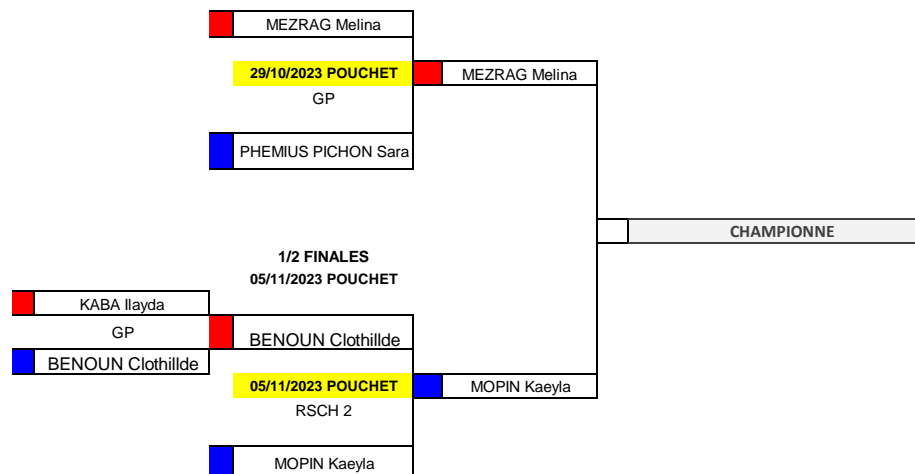 MEZRAG Melina
29/10/2023 POUCHET
MEZRAG Melina
GP
PHEMIUS PICHON Sara
CHAMPIONNE
1/2 FINALES
05/11/2023 POUCHET
KABA Ilayda
GP
BENOUN Clothillde
BENOUN Clothillde
05/11/2023 POUCHET
MOPIN Kaeyla
RSCH 2
MOPIN Kaeyla